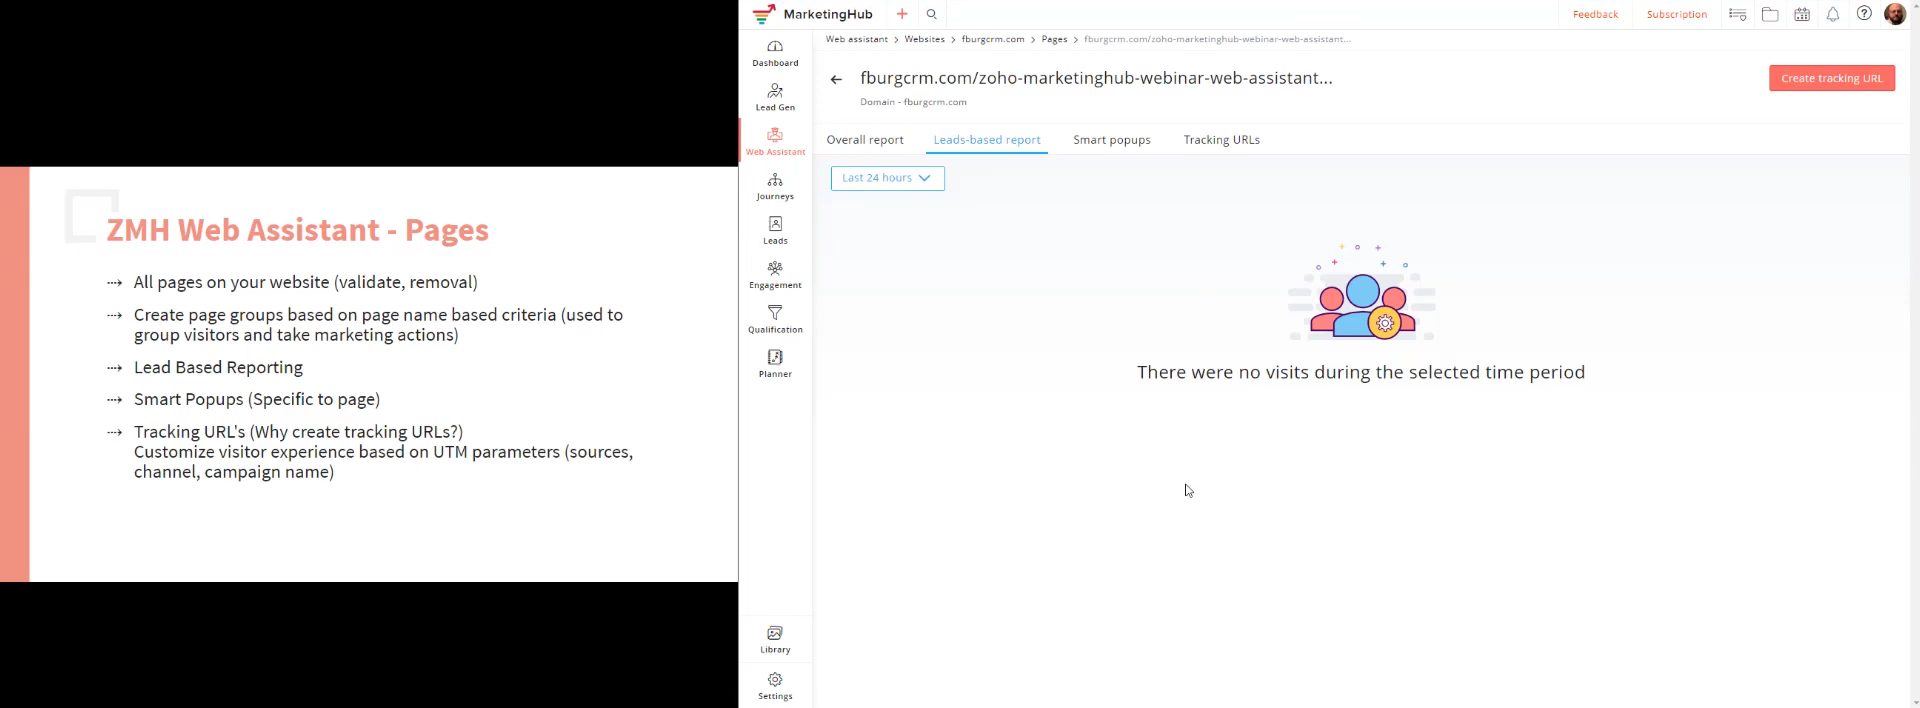 ZMH Web Assistant - Pages
All pages on your website (validate, removal)
Create page groups based on page name based criteria (used to
group visitors and take marketing actions)
Lead Based Reporting
Smart Popups (Specific to page)
Tracking URL's (Why create tracking URLs?)
Customize visitor experience based on UTM parameters (sources,
channel, campaign name)
MarketingHub
Feedback
Subscription
Dashboard
Lead Gen
Web Assistant
Journeys
Leads
Engagement
Qualification
Planner
Library
Settings
Web assistant > Websites > fburgcrm.com > Pages > fburgcrm.com/zoho-marketinghub-webinar-web-assistant...
fburgcrm.com/zoho-marketinghub-webinar-web-assistant...
Domain - fburgcrm.com
Create tracking URL
Overall report
Leads-based report
Smart popups
Tracking URLs
Last 24 hours
There were no visits during the selected time period